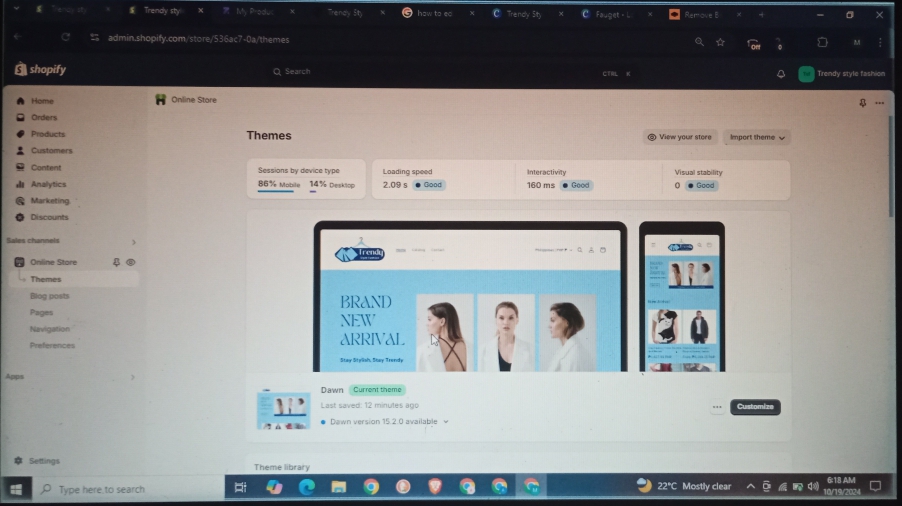 Trendy sty
Trendy styl
My Produc
Trendy Sty
how to eo
Trendy Sty
Fauget - L
Remove B
admin.shopify.com/store/536ac7-0a/themes
Off
0
M
shopify
Search
CTRL K
Trendy style fashion
Home
Orders
Products
Customers
Content
Analytics
Marketing
Discounts
Sales channels
Online Store
Themes
Blog posts
Pages
Navigation
Preferences
Apps
Settings
Online Store
Themes
View your store
Import theme
Sessions by device type
86% Mobile 14% Desktop
Loading speed
2.09 s Good
Interactivity
160 ms Good
Visual stability
0 Good
Trendy
BRAND
NEW
ARRIVAL
Stay Stylish, Stay Trendy
Dawn Current theme
Last saved: 12 minutes ago
Dawn version 15.2.0 available
Customize
Theme library
Type here to search
22°C Mostly clear
6:18 AM
10/19/2024